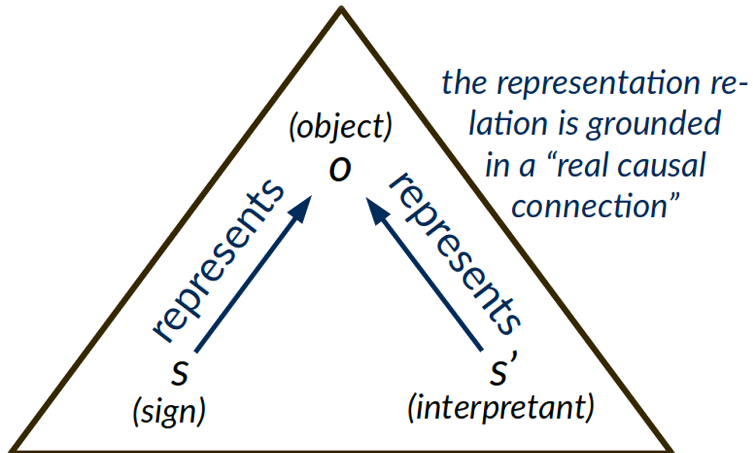 the representation re-
lation is grounded
in a “real causal
connection”
(object)
o
represents
represents
s
(sign)
s’
(interpretant)